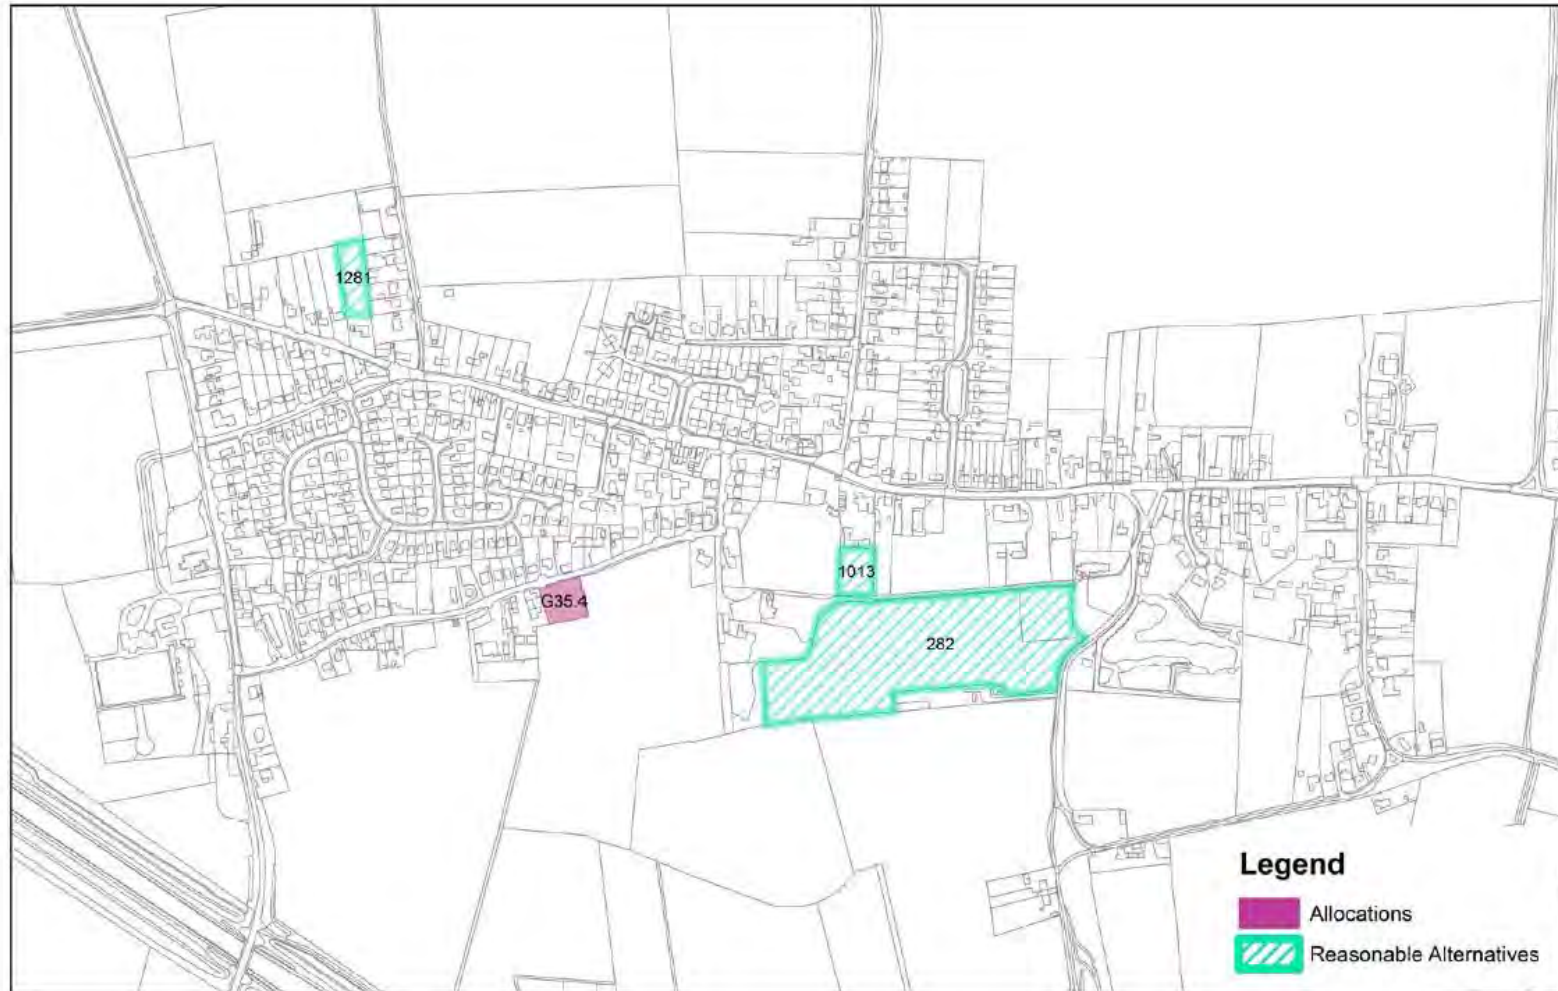 1281
1013
G35.4
282
Legend
Allocations
Reasonable Alternatives